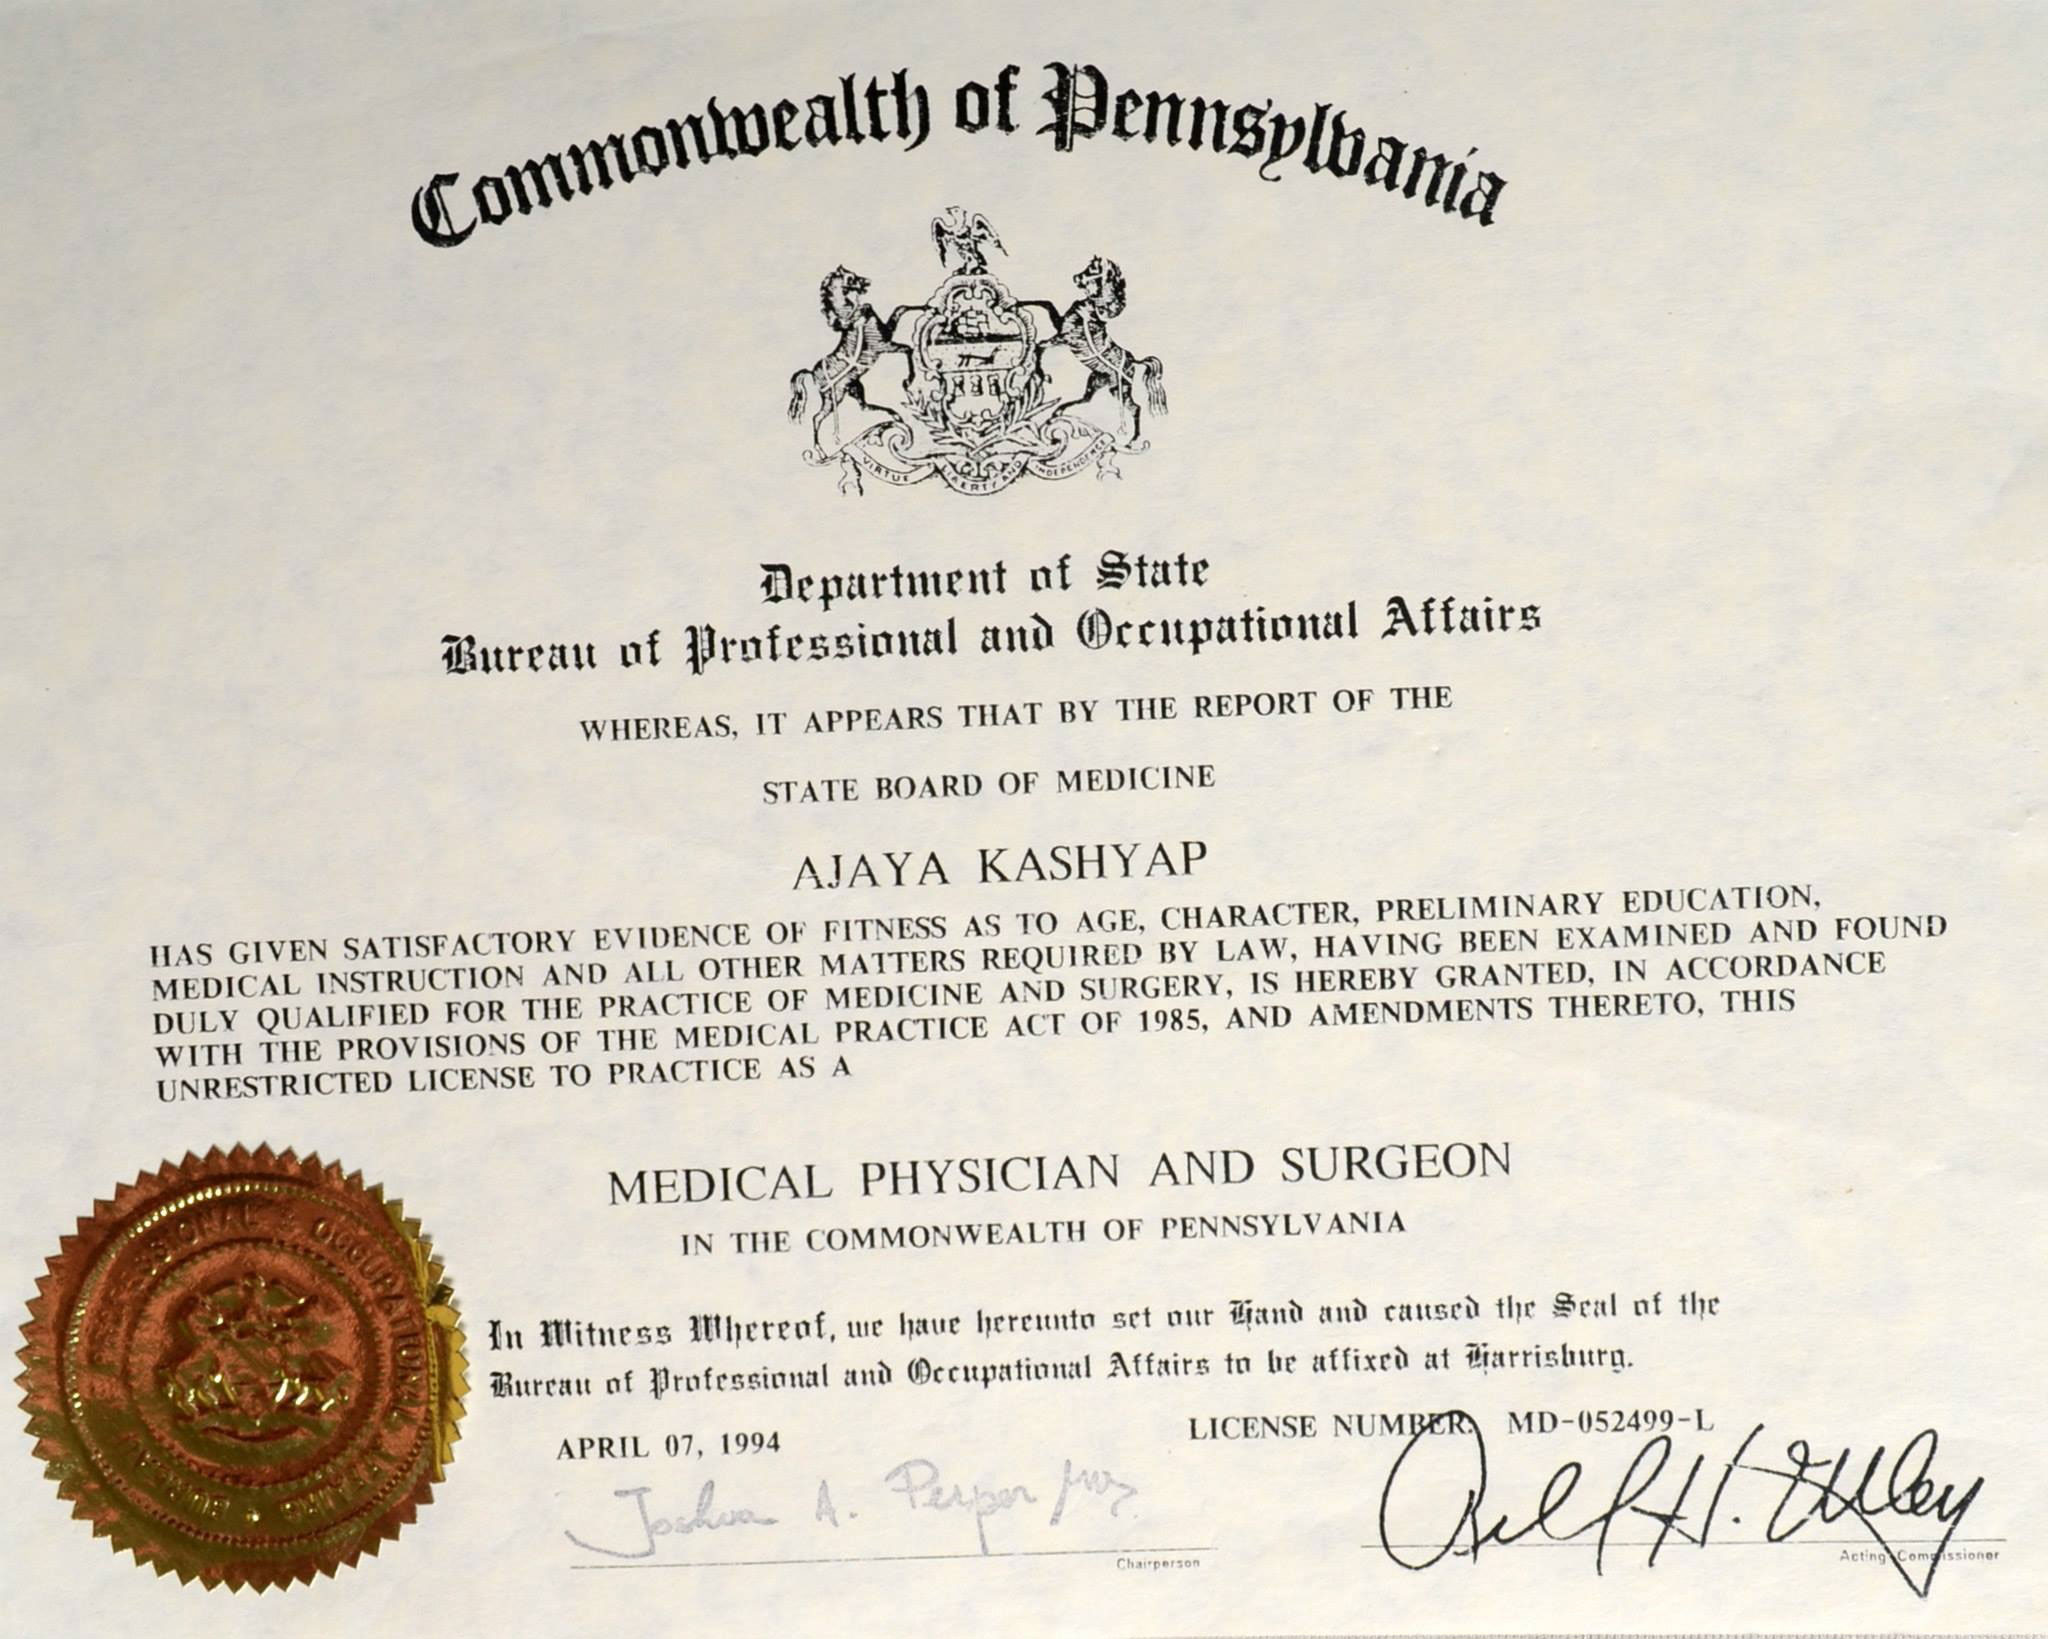 Commonwealth of Pennsylvania
VIRTUE LIBERTY AND INDEPENDENCE
Department of State
Bureau of Professional and Occupational Affairs
WHEREAS, IT APPEARS THAT BY THE REPORT OF THE
STATE BOARD OF MEDICINE
AJAYA KASHYAP
HAS GIVEN SATISFACTORY EVIDENCE OF FITNESS AS TO AGE, CHARACTER, PRELIMINARY EDUCATION,
MEDICAL INSTRUCTION AND ALL OTHER MATTERS REQUIRED BY LAW, HAVING BEEN EXAMINED AND FOUND
DULY QUALIFIED FOR THE PRACTICE OF MEDICINE AND SURGERY, IS HEREBY GRANTED, IN ACCORDANCE
WITH THE PROVISIONS OF THE MEDICAL PRACTICE ACT OF 1985, AND AMENDMENTS THERETO, THIS
UNRESTRICTED LICENSE TO PRACTICE AS A
MEDICAL PHYSICIAN AND SURGEON
IN THE COMMONWEALTH OF PENNSYLVANIA
In Witness Whereof, we have hereunto set our Hand and caused the Seal of the
Bureau of Professional and Occupational Affairs to be affixed at Harrisburg.
APRIL 07, 1994
LICENSE NUMBER: MD-052499-L
Joshua A. Perper
Chairperson
Acting Commissioner
BUREAU PROFESSIONAL & OCCUPATIONAL AFFAIRS